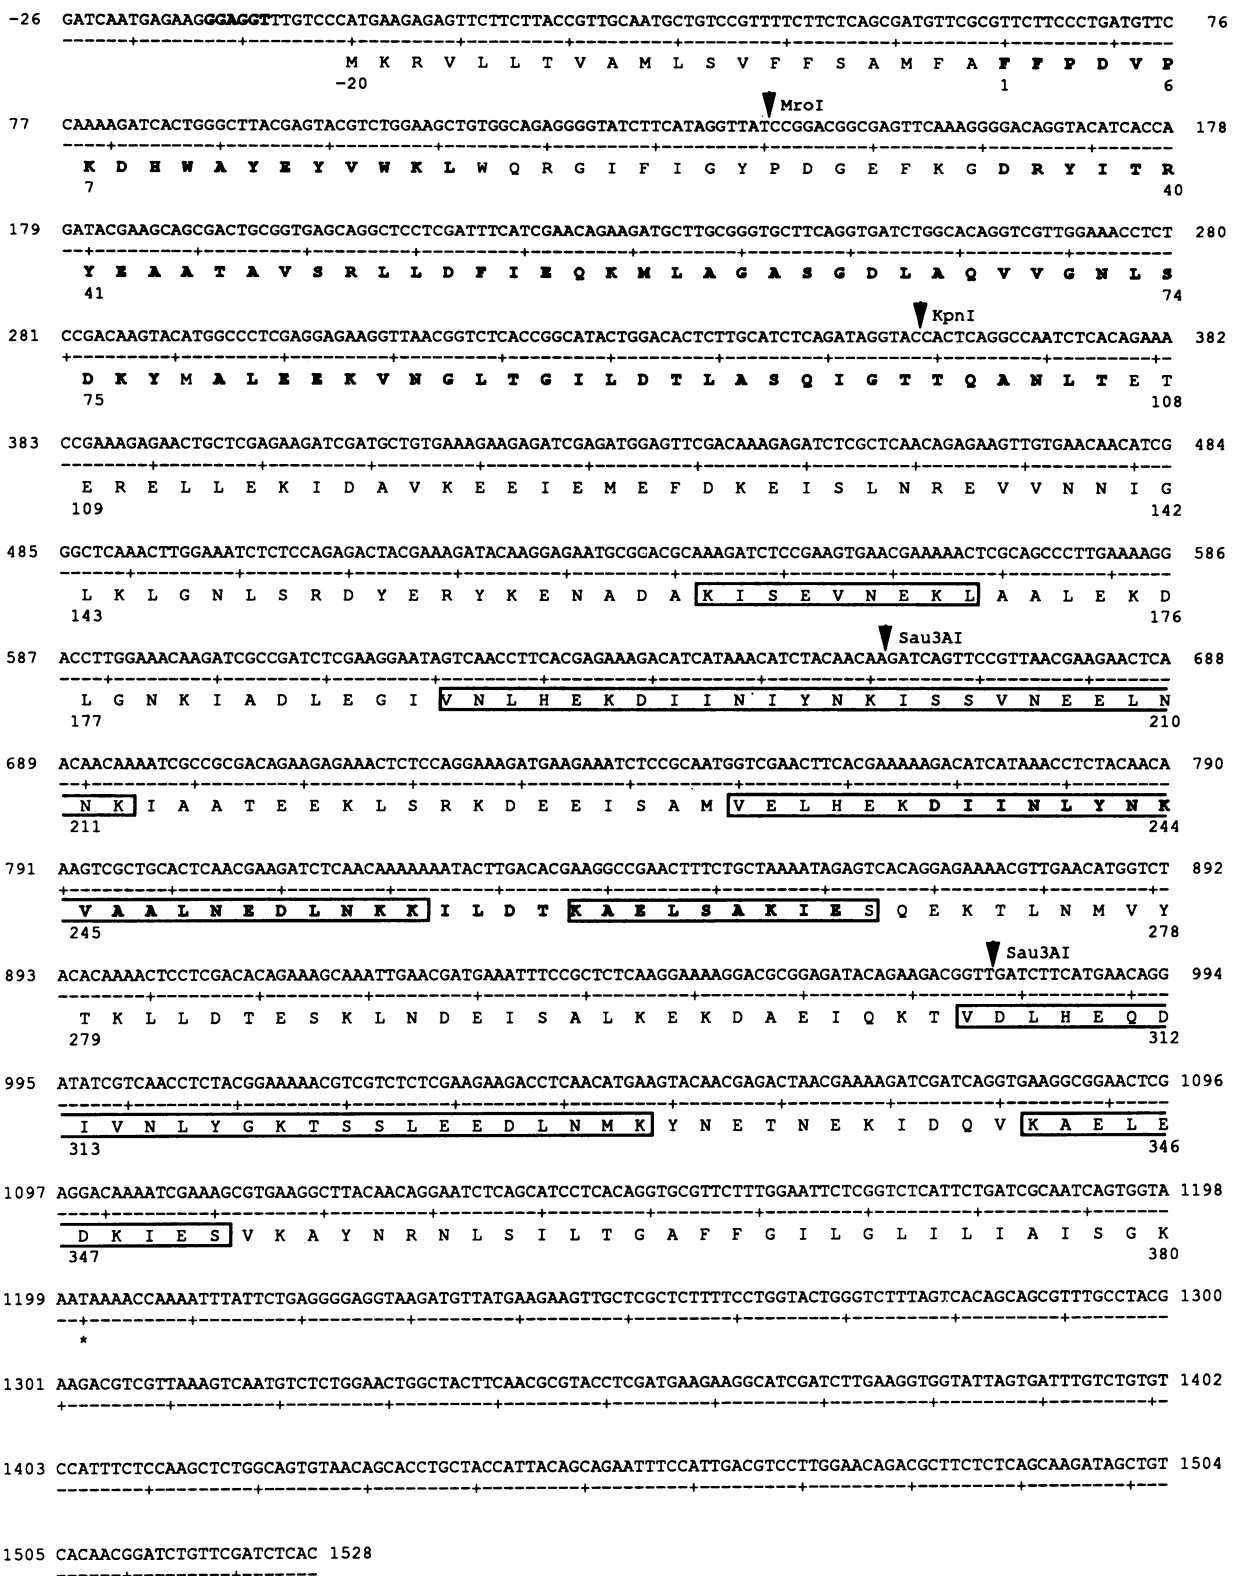 -26 GATCAATGAGAAGGGAGGTTTGTCCCATGAAGAGAGTTCTTCTTACCGTTGCAATGCTGTCCGTTTTCTTCTCAGCGATGTTCGCGTTCTTCCCTGATGTTC 76
M K R V L L T V A M L S V F F S A M F A F F P D V P
-20 1 6
MroI
77 CAAAAGATCACTGGGCTTACGAGTACGTCTGGAAGCTGTGGCAGAGGGGTATCTTCATAGGTTATCCGGACGGCGAGTTCAAAGGGGACAGGTACATCACCA 178
K D H W A Y E Y V W K L W Q R G I F I G Y P D G E F K G D R Y I T R
7 40
179 GATACGAAGCAGCGACTGCGGTGAGCAGGCTCCTCGATTTCATCGAACAGAAGATGCTTGCGGGTGCTTCAGGTGATCTGGCACAGGTCGTTGGAAACCTCT 280
Y E A A T A V S R L L D F I E Q K M L A G A S G D L A Q V V G N L S
41 74
KpnI
281 CCGACAAGTACATGGCCCTCGAGGAGAAGGTTAACGGTCTCACCGGCATACTGGACACTCTTGCATCTCAGATAGGTACCACTCAGGCCAATCTCACAGAAA 382
D K Y M A L E E K V N G L T G I L D T L A S Q I G T T Q A N L T E T
75 108
383 CCGAAAGAGAACTGCTCGAGAAGATCGATGCTGTGAAAGAAGAGATCGAGATGGAGTTCGACAAAGAGATCTCGCTCAACAGAGAAGTTGTGAACAACATCG 484
E R E L L E K I D A V K E E I E M E F D K E I S L N R E V V N N I G
109 142
485 GGCTCAAACTTGGAAATCTCTCCAGAGACTACGAAAGATACAAGGAGAATGCGGACGCAAAGATCTCCGAAGTGAACGAAAAACTCGCAGCCCTTGAAAAGG 586
L K L G N L S R D Y E R Y K E N A D A K I S E V N E K L A A L E K D
143 176
Sau3AI
587 ACCTTGGAAACAAGATCGCCGATCTCGAAGGAATAGTCAACCTTCACGAGAAAGACATCATAAACATCTACAACAAGATCAGTTCCGTTAACGAAGAACTCA 688
L G N K I A D L E G I V N L H E K D I I N I Y N K I S S V N E E L N
177 210
689 ACAACAAAATCGCCGCGACAGAAGAGAAACTCTCCAGGAAAGATGAAGAAATCTCCGCAATGGTCGAACTTCACGAAAAAGACATCATAAACCTCTACAACA 790
N K I A A T E E K L S R K D E E I S A M V E L H E K D I I N L Y N K
211 244
791 AAGTCGCTGCACTCAACGAAGATCTCAACAAAAAAATACTTGACACGAAGGCCGAACTTTCTGCTAAAATAGAGTCACAGGAGAAAACGTTGAACATGGTCT 892
V A A L N E D L N K K I L D T K A E L S A K I E S Q E K T L N M V Y
245 278
Sau3AI
893 ACACAAAACTCCTCGACACAGAAAGCAAATTGAACGATGAAATTTCCGCTCTCAAGGAAAAGGACGCGGAGATACAGAAGACGGTTGATCTTCATGAACAGG 994
T K L L D T E S K L N D E I S A L K E K D A E I Q K T V D L H E Q D
279 312
995 ATATCGTCAACCTCTACGGAAAAACGTCGTCTCTCGAAGAAGACCTCAACATGAAGTACAACGAGACTAACGAAAAGATCGATCAGGTGAAGGCGGAACTCG 1096
I V N L Y G K T S S L E E D L N M K Y N E T N E K I D Q V K A E L E
313 346
1097 AGGACAAAATCGAAAGCGTGAAGGCTTACAACAGGAATCTCAGCATCCTCACAGGTGCGTTCTTTGGAATTCTCGGTCTCATTCTGATCGCAATCAGTGGTA 1198
D K I E S V K A Y N R N L S I L T G A F F G I L G L I L I A I S G K
347 380
1199 AATAAAACCAAAATTTATTCTGAGGGGAGGTAAGATGTTATGAAGAAGTTGCTCGCTCTTTTTCCTGGTACTGGGTCTTTAGTCACAGCAGCGTTTGCCTACG 1300
*
1301 AAGACGTCGTTAAAGTCAATGTCTCTGGAACTGGCTACTTCAACGCGTACCTCGATGAAGAAGGCATCGATCTTGAAGGTGGTATTAGTGATTTGTCTGTGT 1402
1403 CCATTTCTCCAAGCTCTGGCAGTGTAACAGCACCTGCTACCATTACAGCAGAATTTCCATTGACGTCCTTGGAACAGACGCTTCTCTCAGCAAGATAGCTGT 1504
1505 CACAACGGATCTGTTCGATCTCAC 1528